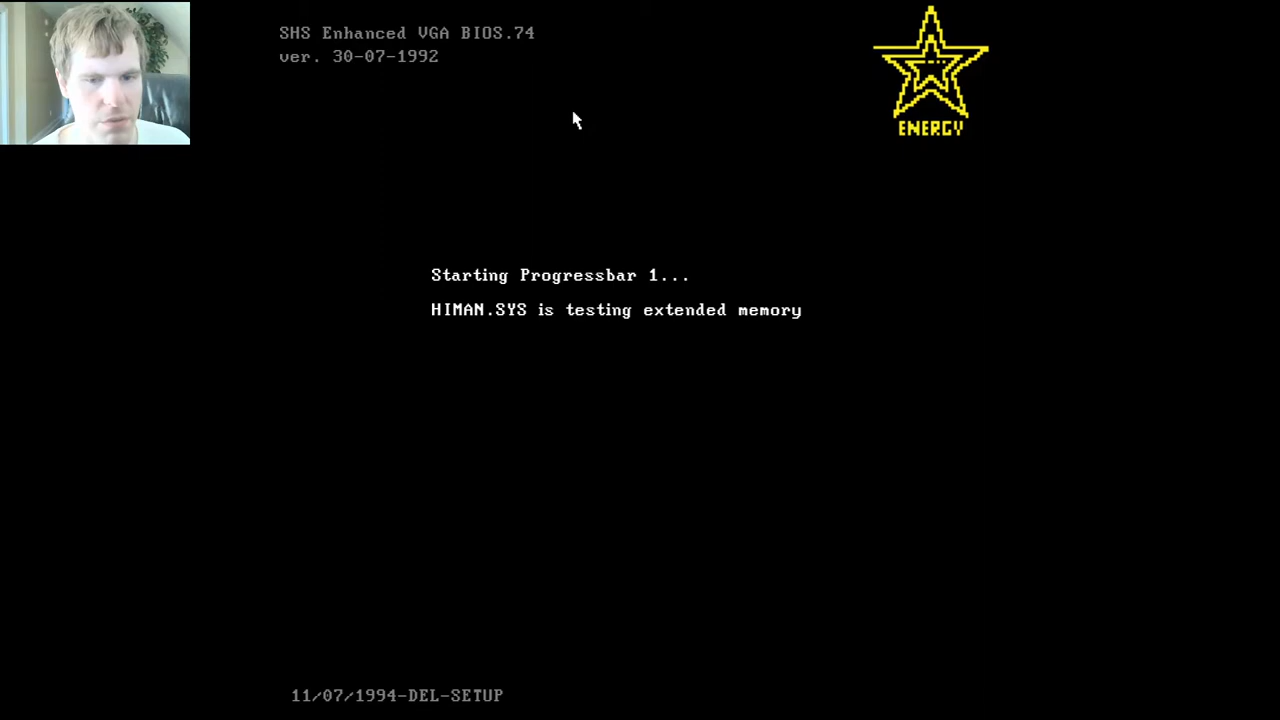 SHS Enhanced VGA BIOS.74
ver. 30-07-1992
ENERGY
Starting Progressbar 1...
HIMAN.SYS is testing extended memory
11/07/1994-DEL-SETUP